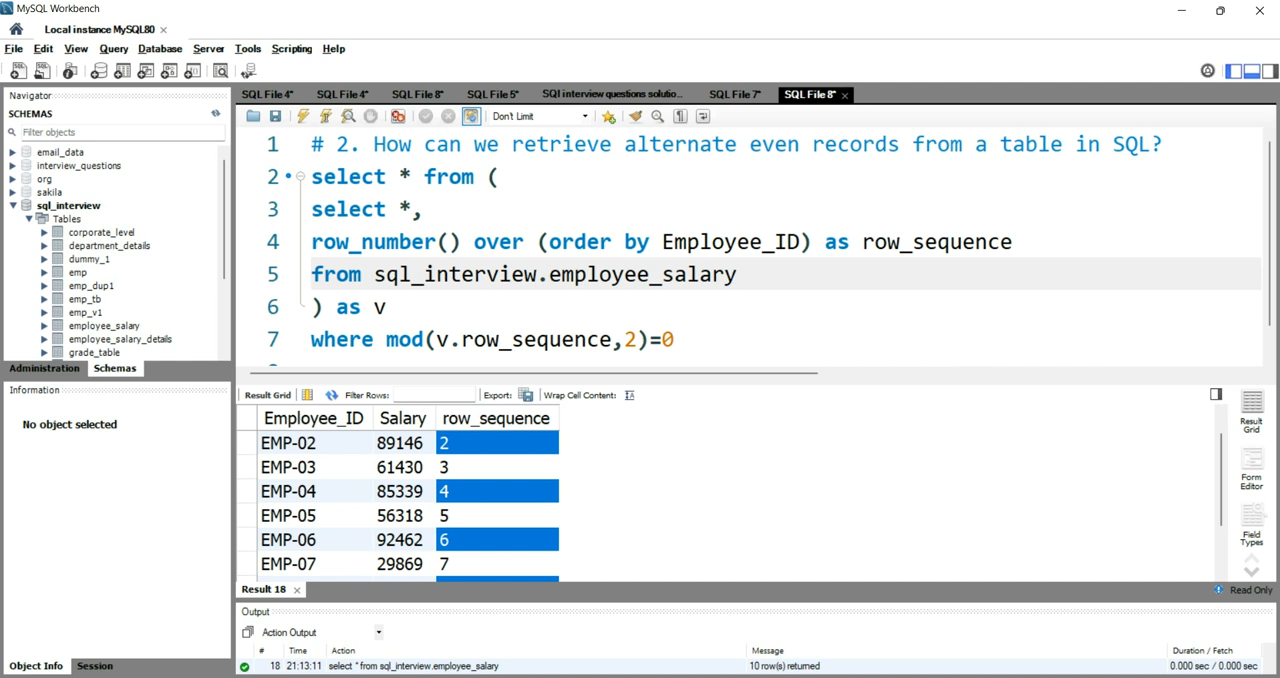 MySQL Workbench
Local instance MySQL80
File Edit View Query Database Server Tools Scripting Help
Navigator
SCHEMAS
Filter objects
email_data
interview_questions
org
sakila
sql_interview
Tables
corporate_level
department_details
dummy_1
emp
emp_dup1
emp_tb
emp_v1
employee_salary
employee_salary_details
grade_table
Administration Schemas
Information
No object selected
Object Info Session
SQL File 4* SQL File 4* SQL File 8* SQL File 5* SQl interview questions solutio... SQL File 7* SQL File 8*
Don't Limit
1 # 2. How can we retrieve alternate even records from a table in SQL?
2 select * from (
3 select *,
4 row_number() over (order by Employee_ID) as row_sequence
5 from sql_interview.employee_salary
6 ) as v
7 where mod(v.row_sequence,2)=0
Result Grid Filter Rows: Export: Wrap Cell Content:
Employee_ID Salary row_sequence
EMP-02 89146 2
EMP-03 61430 3
EMP-04 85339 4
EMP-05 56318 5
EMP-06 92462 6
EMP-07 29869 7
Result Grid
Form Editor
Field Types
Result 18
Read Only
Output
Action Output
# Time Action Message Duration / Fetch
18 21:13:11 select * from sql_interview.employee_salary 10 row(s) returned 0.000 sec / 0.000 sec